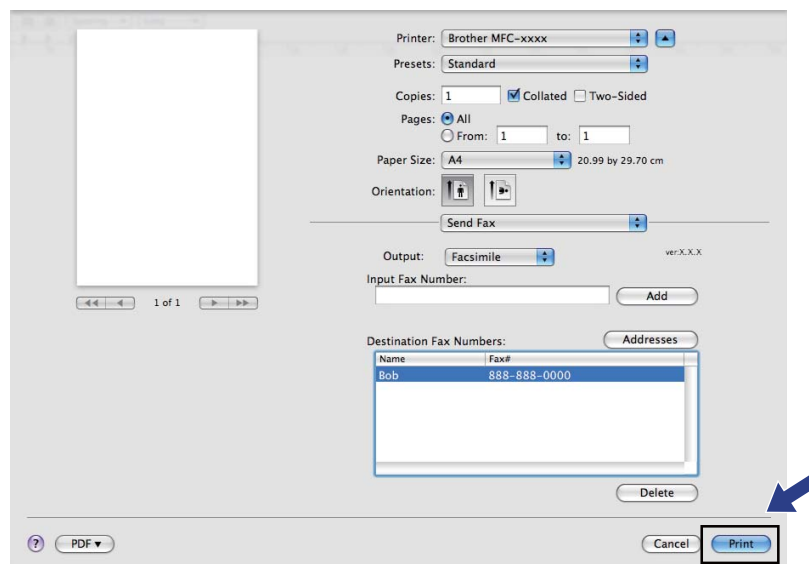 Printer: Brother MFC-xxxx
Presets: Standard
Copies: 1 Collated Two-Sided
Pages: All
From: 1 to: 1
Paper Size: A4 20.99 by 29.70 cm
Orientation:
Send Fax
Output: Facsimile ver:X.X.X
Input Fax Number:
Add
1 of 1
Destination Fax Numbers: Addresses
Name Fax#
Bob 888-888-0000
Delete
? PDF▼ Cancel Print